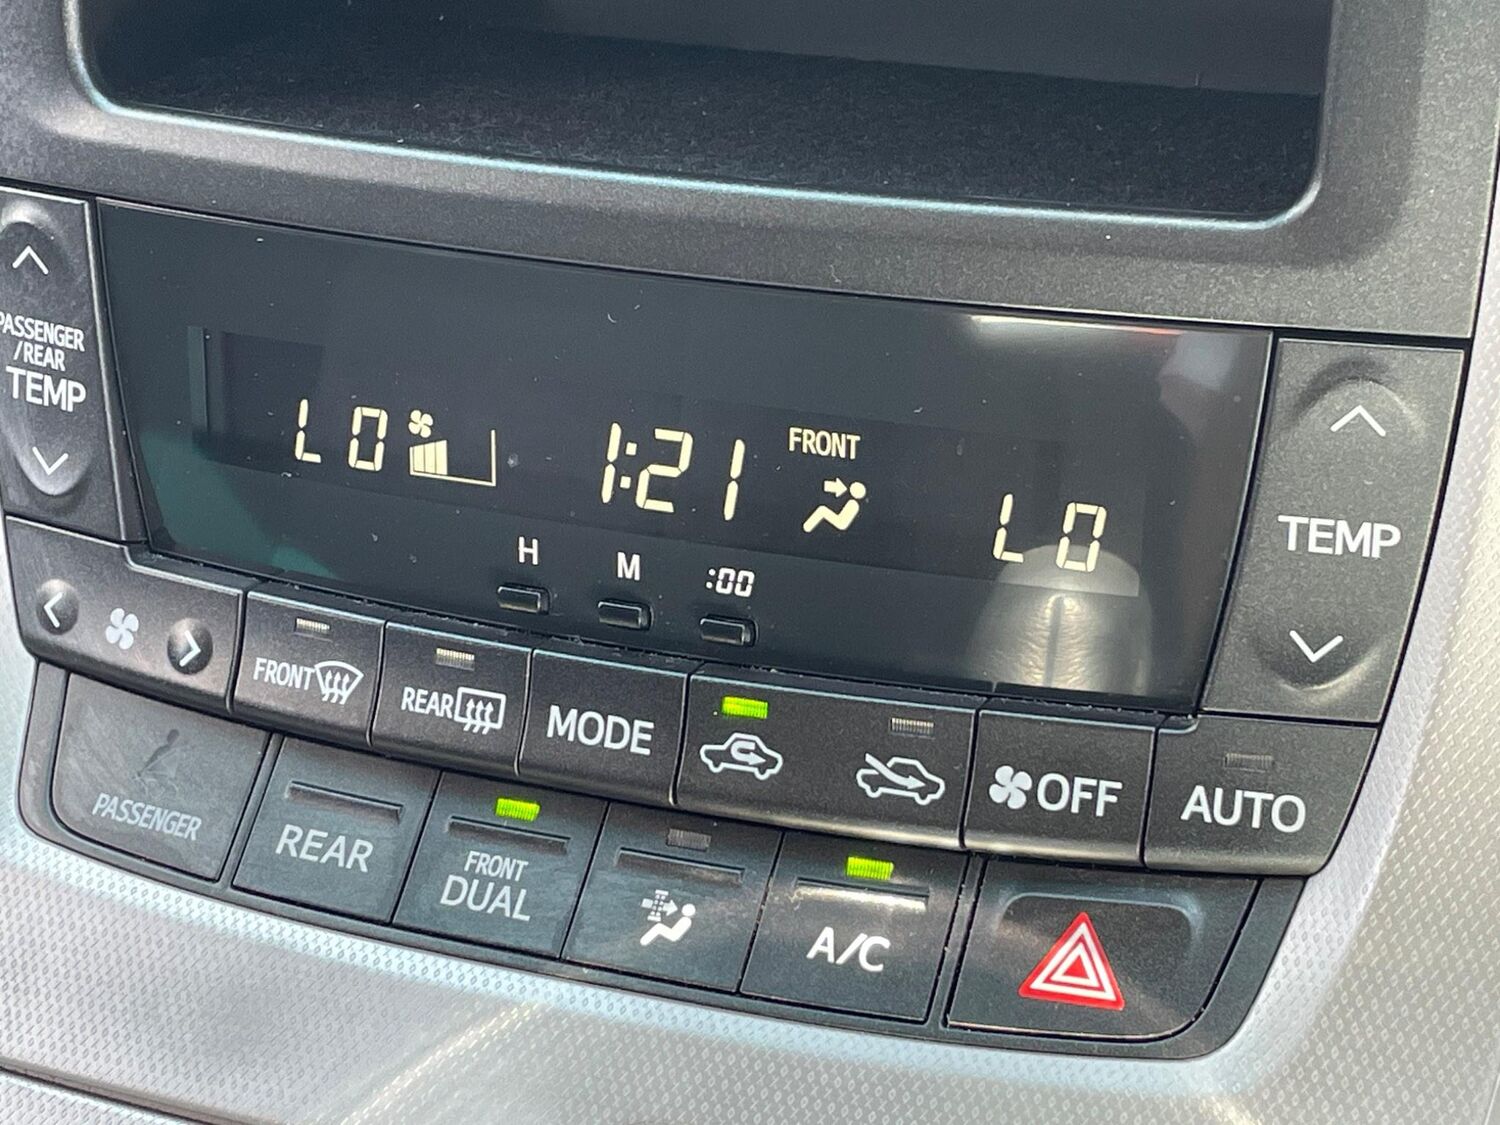 PASSENGER
/REAR
TEMP
LO
1:21
FRONT
LO
TEMP
H
M
:00
FRONT
REAR
MODE
OFF
AUTO
PASSENGER
REAR
FRONT
DUAL
A/C